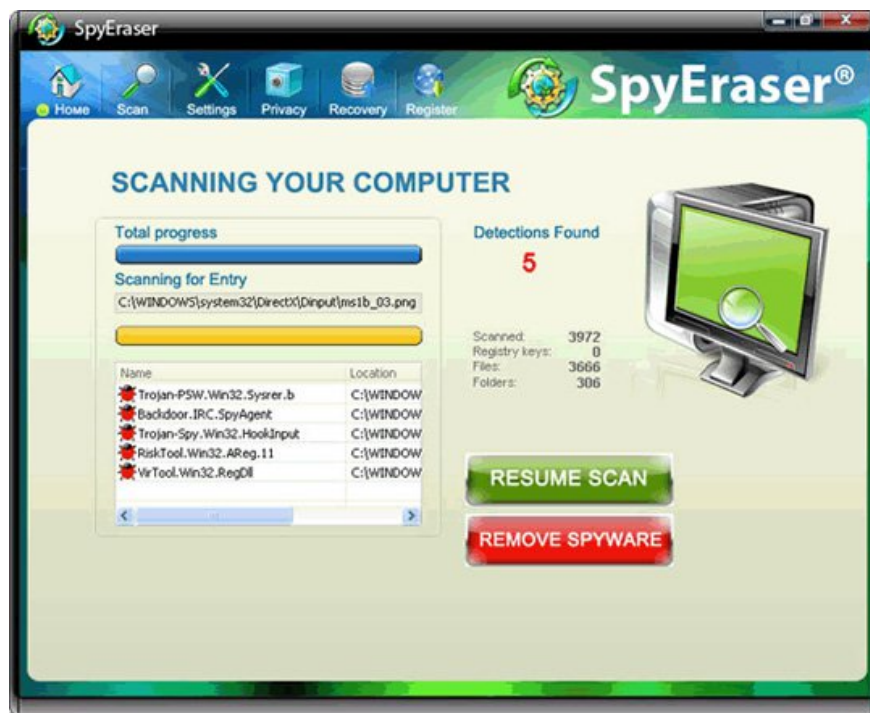 SpyEraser
Home Scan Settings Privacy Recovery Register
SpyEraser®
SCANNING YOUR COMPUTER
Total progress
Scanning for Entry
C:\WINDOWS\system32\DirectX\Dinput\ms1b_03.png
Name Location
Trojan-PSW.Win32.Sysrer.b C:\WINDOW
Backdoor.IRC.SpyAgent C:\WINDOW
Trojan-Spy.Win32.HookInput C:\WINDOW
RiskTool.Win32.AReg.11 C:\WINDOW
VirTool.Win32.RegDll C:\WINDOW
Detections Found
5
Scanned: 3972
Registry keys: 0
Files: 3666
Folders: 306
RESUME SCAN
REMOVE SPYWARE